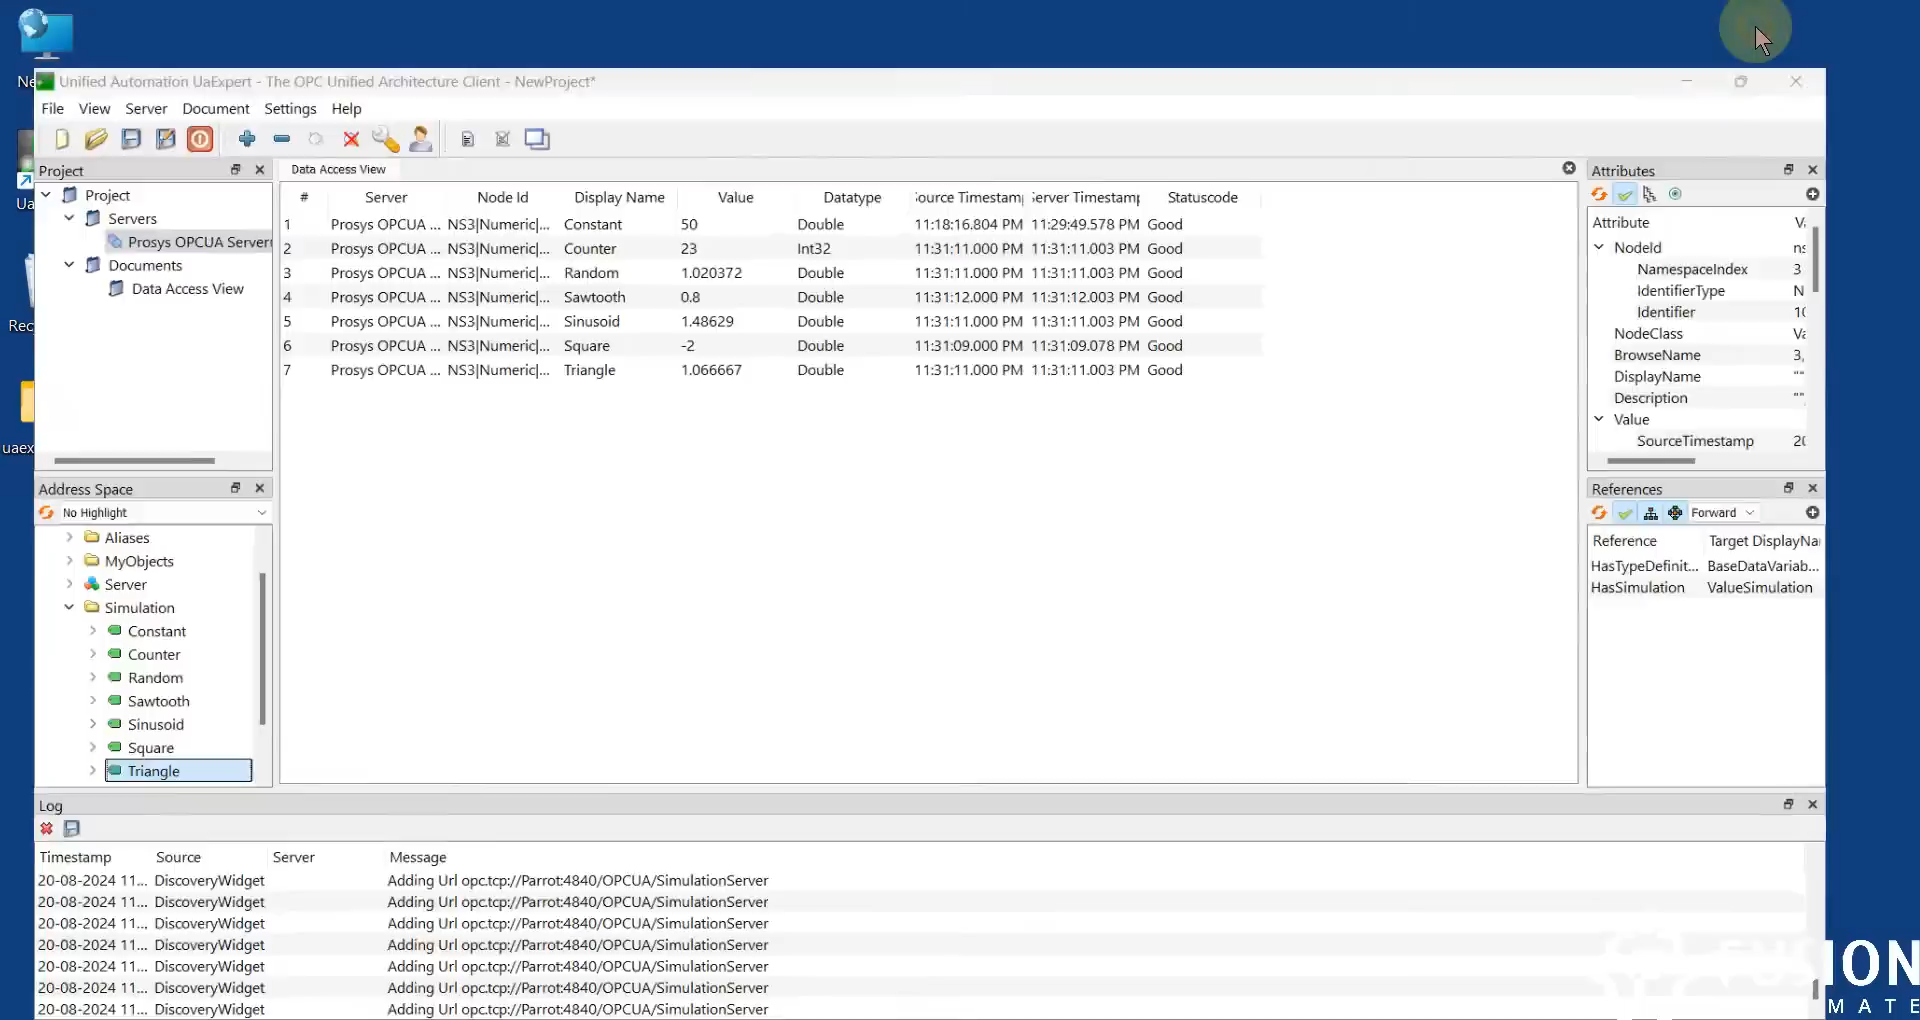 Unified Automation UaExpert - The OPC Unified Architecture Client - NewProject*
File View Server Document Settings Help
Project
Project
Servers
Prosys OPCUA Server
Documents
Data Access View
Address Space
No Highlight
Aliases
MyObjects
Server
Simulation
Constant
Counter
Random
Sawtooth
Sinusoid
Square
Triangle
Data Access View
# Server Node Id Display Name Value Datatype Source Timestamp Server Timestamp Statuscode
1 Prosys OPCUA ... NS3|Numeric|... Constant 50 Double 11:18:16.804 PM 11:29:49.578 PM Good
2 Prosys OPCUA ... NS3|Numeric|... Counter 23 Int32 11:31:11.000 PM 11:31:11.003 PM Good
3 Prosys OPCUA ... NS3|Numeric|... Random 1.020372 Double 11:31:11.000 PM 11:31:11.003 PM Good
4 Prosys OPCUA ... NS3|Numeric|... Sawtooth 0.8 Double 11:31:12.000 PM 11:31:12.003 PM Good
5 Prosys OPCUA ... NS3|Numeric|... Sinusoid 1.48629 Double 11:31:11.000 PM 11:31:11.003 PM Good
6 Prosys OPCUA ... NS3|Numeric|... Square -2 Double 11:31:09.000 PM 11:31:09.078 PM Good
7 Prosys OPCUA ... NS3|Numeric|... Triangle 1.066667 Double 11:31:11.000 PM 11:31:11.003 PM Good
Attributes
Attribute
NodeId ns
NamespaceIndex 3
IdentifierType N
Identifier 10
NodeClass Va
BrowseName 3,
DisplayName ""
Description ""
Value
SourceTimestamp 20
References
Forward
Reference Target DisplayNa
HasTypeDefinit... BaseDataVariab...
HasSimulation ValueSimulation
Log
Timestamp Source Server Message
20-08-2024 11... DiscoveryWidget Adding Url opc.tcp://Parrot:4840/OPCUA/SimulationServer
20-08-2024 11... DiscoveryWidget Adding Url opc.tcp://Parrot:4840/OPCUA/SimulationServer
20-08-2024 11... DiscoveryWidget Adding Url opc.tcp://Parrot:4840/OPCUA/SimulationServer
20-08-2024 11... DiscoveryWidget Adding Url opc.tcp://Parrot:4840/OPCUA/SimulationServer
20-08-2024 11... DiscoveryWidget Adding Url opc.tcp://Parrot:4840/OPCUA/SimulationServer
20-08-2024 11... DiscoveryWidget Adding Url opc.tcp://Parrot:4840/OPCUA/SimulationServer
20-08-2024 11... DiscoveryWidget Adding Url opc.tcp://Parrot:4840/OPCUA/SimulationServer